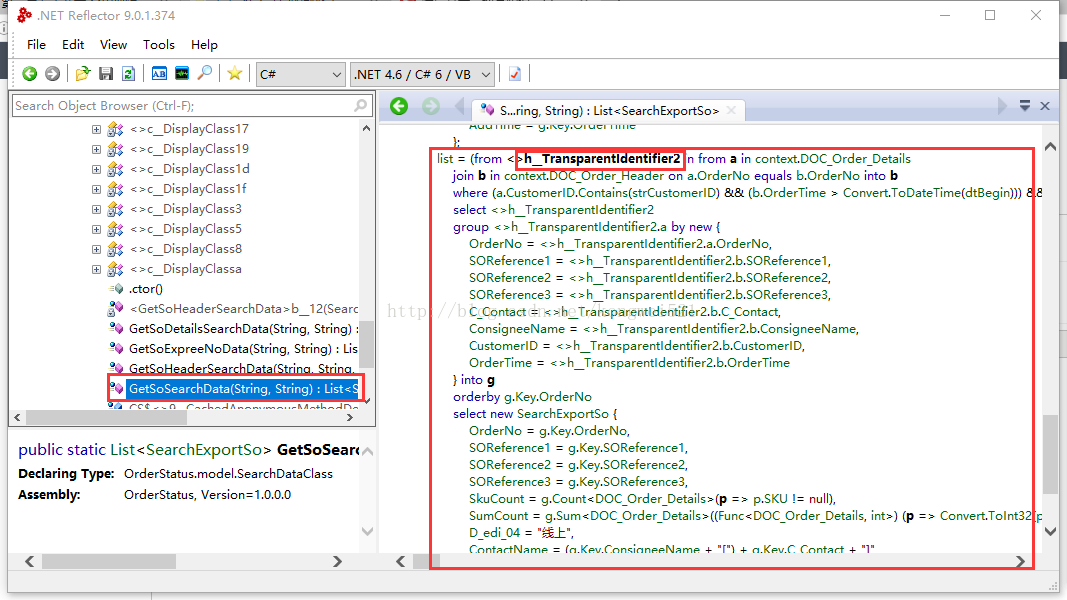 .NET Reflector 9.0.1.374
File Edit View Tools Help
C# .NET 4.6 / C# 6 / VB
Search Object Browser (Ctrl-F);
<>c__DisplayClass17
<>c__DisplayClass19
<>c__DisplayClass1d
<>c__DisplayClass1f
<>c__DisplayClass3
<>c__DisplayClass5
<>c__DisplayClass8
<>c__DisplayClassa
.ctor()
<GetSoHeaderSearchData>b__12(Searc
GetSoDetailsSearchData(String, String) :
GetSoExpreeNoData(String, String) : Lis
GetSoHeaderSearchData(String, String,
GetSoSearchData(String, String) : List<S
CS$<>9__CachedAnonymousMethodDe
public static List<SearchExportSo> GetSoSearc
Declaring Type: OrderStatus.model.SearchDataClass
Assembly: OrderStatus, Version=1.0.0.0
S...ring, String) : List<SearchExportSo>
AddTime = g.Key.OrderTime
};
list = (from <>h__TransparentIdentifier2 in from a in context.DOC_Order_Details
join b in context.DOC_Order_Header on a.OrderNo equals b.OrderNo into b
where (a.CustomerID.Contains(strCustomerID) && (b.OrderTime > Convert.ToDateTime(dtBegin))) &&
select <>h__TransparentIdentifier2
group <>h__TransparentIdentifier2.a by new {
OrderNo = <>h__TransparentIdentifier2.a.OrderNo,
SOReference1 = <>h__TransparentIdentifier2.b.SOReference1,
SOReference2 = <>h__TransparentIdentifier2.b.SOReference2,
SOReference3 = <>h__TransparentIdentifier2.b.SOReference3,
C_Contact = <>h__TransparentIdentifier2.b.C_Contact,
ConsigneeName = <>h__TransparentIdentifier2.b.ConsigneeName,
CustomerID = <>h__TransparentIdentifier2.b.CustomerID,
OrderTime = <>h__TransparentIdentifier2.b.OrderTime
} into g
orderby g.Key.OrderNo
select new SearchExportSo {
OrderNo = g.Key.OrderNo,
SOReference1 = g.Key.SOReference1,
SOReference2 = g.Key.SOReference2,
SOReference3 = g.Key.SOReference3,
SkuCount = g.Count<DOC_Order_Details>(p => p.SKU != null),
SumCount = g.Sum<DOC_Order_Details>((Func<DOC_Order_Details, int>) (p => Convert.ToInt32(p
D_edi_04 = "线上",
ContactName = (g.Key.ConsigneeName + "[") + g.Key.C_Contact + "]"